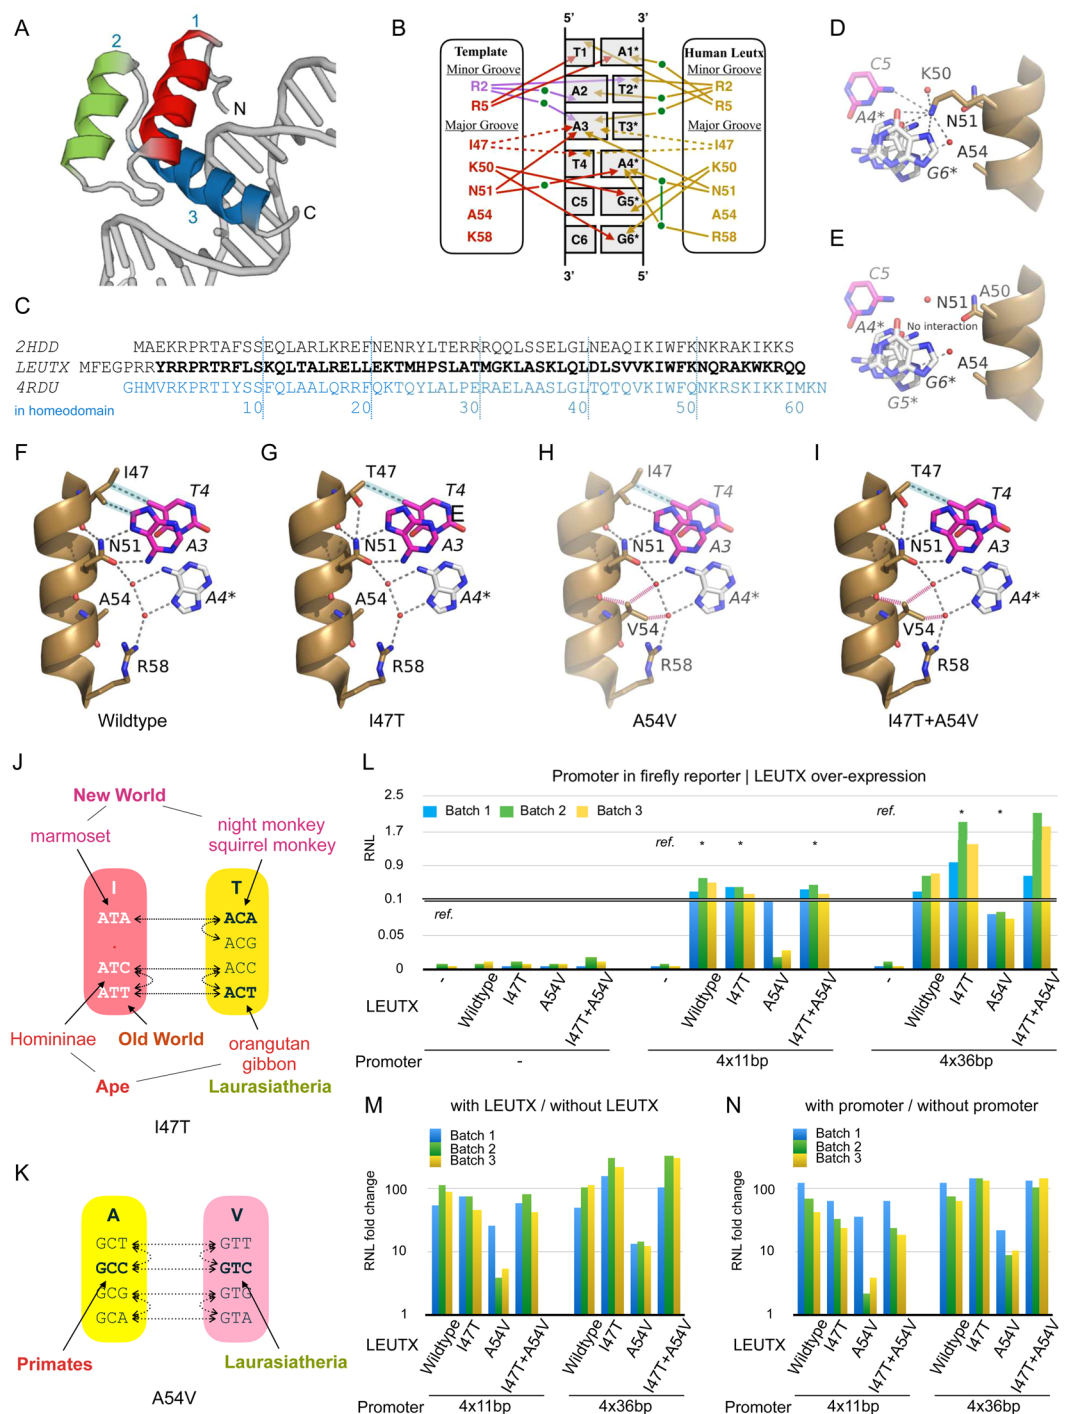 A
1
2
N
3
C
B
5’ 5’
Template
Minor Groove
R2
R5
Major Groove
I47
K50
N51
A54
K58
T1 A1*
A2 T2*
A3 T3*
T4 A4*
C5 G5*
C6 G6*
3’ 3’
Human Leutx
Minor Groove
R2
R5
Major Groove
I47
K50
N51
A54
R58
D
C5
K50
A4*
N51
A54
G6*
E
C5
N51
A50
A4*
No interaction
A54
G6*
G5*
C
2HDD MAEKRPRTAFSSEQLARLKREFNENRYLTERRRQQLSSELGLNEAQIKIWFKNKRAKIKKS
LEUTX MFEGPRRYRRPRTRFLSKQLTALRELLEKTMHPSLATMGKLASKLQLDLSVVKIWFKNQRAKWKRQQ
4RDU GHMVRKPRTIYSSFQLAALQRRFQKTQYLALPERAELAASLGLTQTQVKIWFQNKRSKIKKIMKN
in homeodomain 10 20 30 40 50 60
F
I47
T4
N51
A3
A54
A4*
R58
Wildtype
G
T47
T4
E
N51
A3
A54
A4*
R58
I47T
H
I47
T4
N51
A3
A4*
V54
R58
A54V
I
T47
T4
N51
A3
A4*
V54
R58
I47T+A54V
J
New World
marmoset
night monkey
squirrel monkey
I T
ATA ACA
ACG
ATC ACC
ATT ACT
Homininae
Old World
orangutan
gibbon
Ape
Laurasiatheria
I47T
K
A V
GCT GTT
GCC GTC
GCG GTG
GCA GTA
Primates
Laurasiatheria
A54V
L
Promoter in firefly reporter | LEUTX over-expression
RNL
2.5
1.7
0.9
0.1
0.05
0
Batch 1 Batch 2 Batch 3
ref.
ref. * * *
ref. * *
LEUTX - Wildtype I47T A54V I47T+A54V - Wildtype I47T A54V I47T+A54V - Wildtype I47T A54V I47T+A54V
Promoter - 4x11bp 4x36bp
M
with LEUTX / without LEUTX
Batch 1
Batch 2
Batch 3
RNL fold change
100
10
1
LEUTX Wildtype I47T A54V I47T+A54V Wildtype I47T A54V I47T+A54V
Promoter 4x11bp 4x36bp
N
with promoter / without promoter
Batch 1
Batch 2
Batch 3
RNL fold change
100
10
1
LEUTX Wildtype I47T A54V I47T+A54V Wildtype I47T A54V I47T+A54V
Promoter 4x11bp 4x36bp